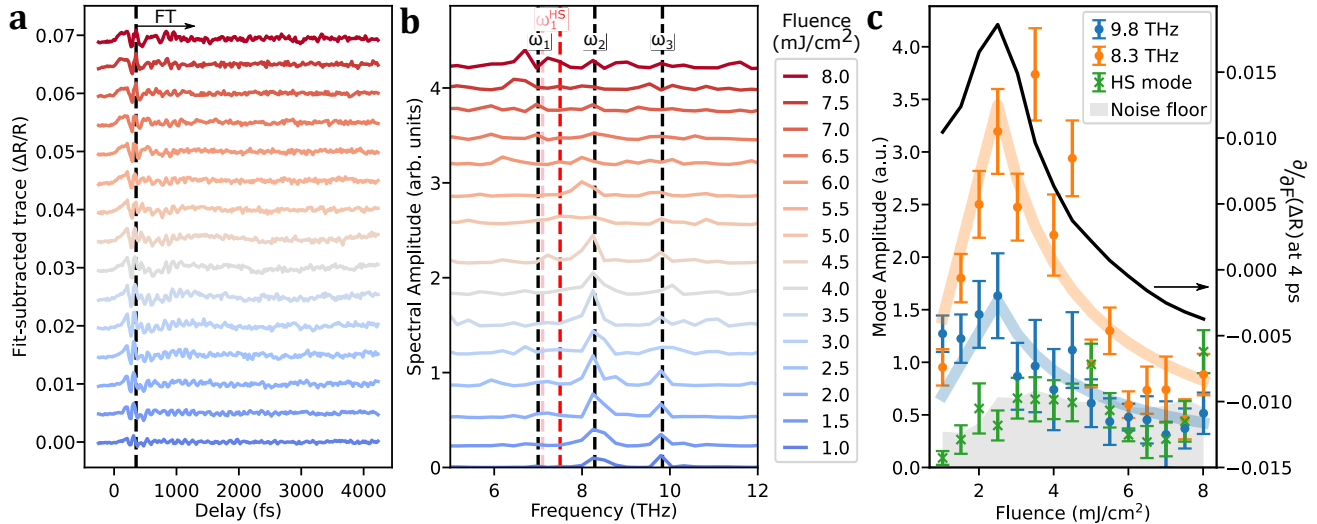 a
FT
0.07
0.06
0.05
0.04
0.03
0.02
0.01
0.00
Fit-subtracted trace (ΔR/R)
0
1000
2000
3000
4000
Delay (fs)
b
ω₁ᴴˢ
ω₁
ω₂
ω₃
4
3
2
1
0
Spectral Amplitude (arb. units)
6
8
10
12
Frequency (THz)
Fluence
(mJ/cm²)
8.0
7.5
7.0
6.5
6.0
5.5
5.0
4.5
4.0
3.5
3.0
2.5
2.0
1.5
1.0
c
9.8 THz
8.3 THz
HS mode
Noise floor
4.0
3.5
3.0
2.5
2.0
1.5
1.0
0.5
0.0
Mode Amplitude (a.u.)
2
4
6
8
Fluence (mJ/cm²)
0.015
0.010
0.005
0.000
−0.005
−0.010
−0.015
∂/∂F(ΔR) at 4 ps